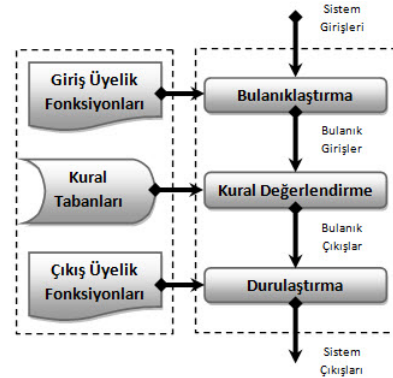 Sistem
Girişleri
Giriş Üyelik
Fonksiyonları
Bulanıklaştırma
Bulanık
Girişler
Kural
Tabanları
Kural Değerlendirme
Bulanık
Çıkışlar
Çıkış Üyelik
Fonksiyonları
Durulaştırma
Sistem
Çıkışları